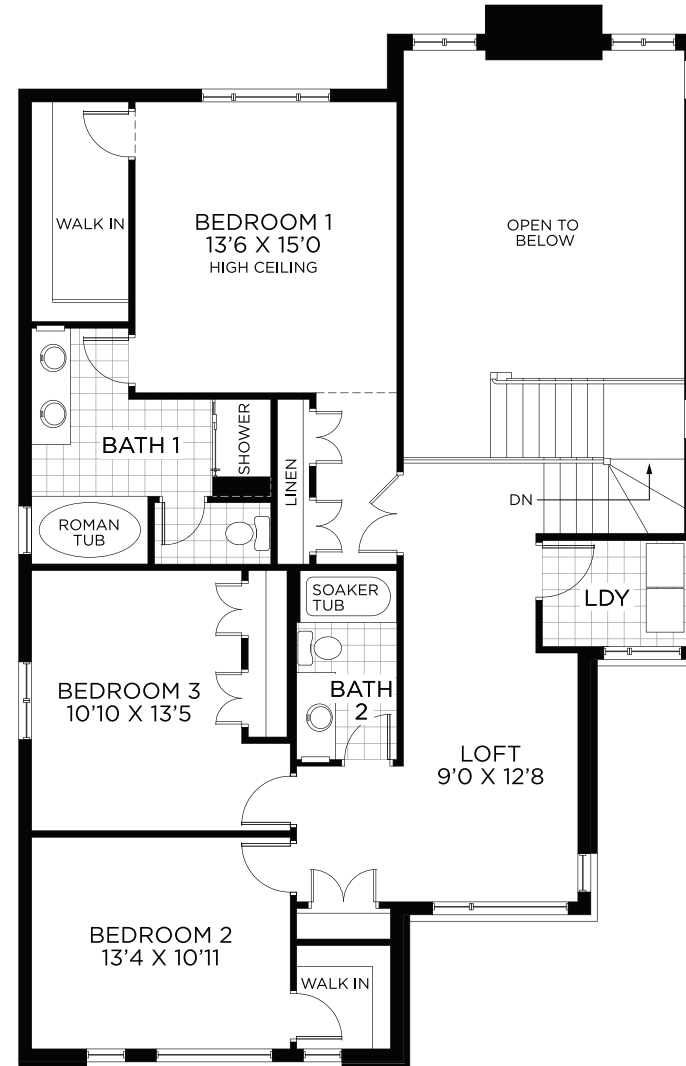 WALK IN
BEDROOM 1
13'6 X 15'0
HIGH CEILING
OPEN TO
BELOW
BATH 1
SHOWER
LINEN
DN
ROMAN
TUB
SOAKER
TUB
LDY
BEDROOM 3
10'10 X 13'5
BATH
2
LOFT
9'0 X 12'8
BEDROOM 2
13'4 X 10'11
WALK IN